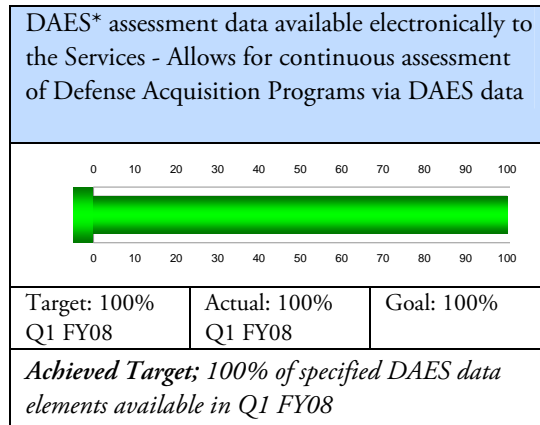 DAES* assessment data available electronically to
the Services - Allows for continuous assessment
of Defense Acquisition Programs via DAES data
0 10 20 30 40 50 60 70 80 90 100
0 10 20 30 40 50 60 70 80 90 100
Target: 100%
Q1 FY08
Actual: 100%
Q1 FY08
Goal: 100%
Achieved Target; 100% of specified DAES data
elements available in Q1 FY08